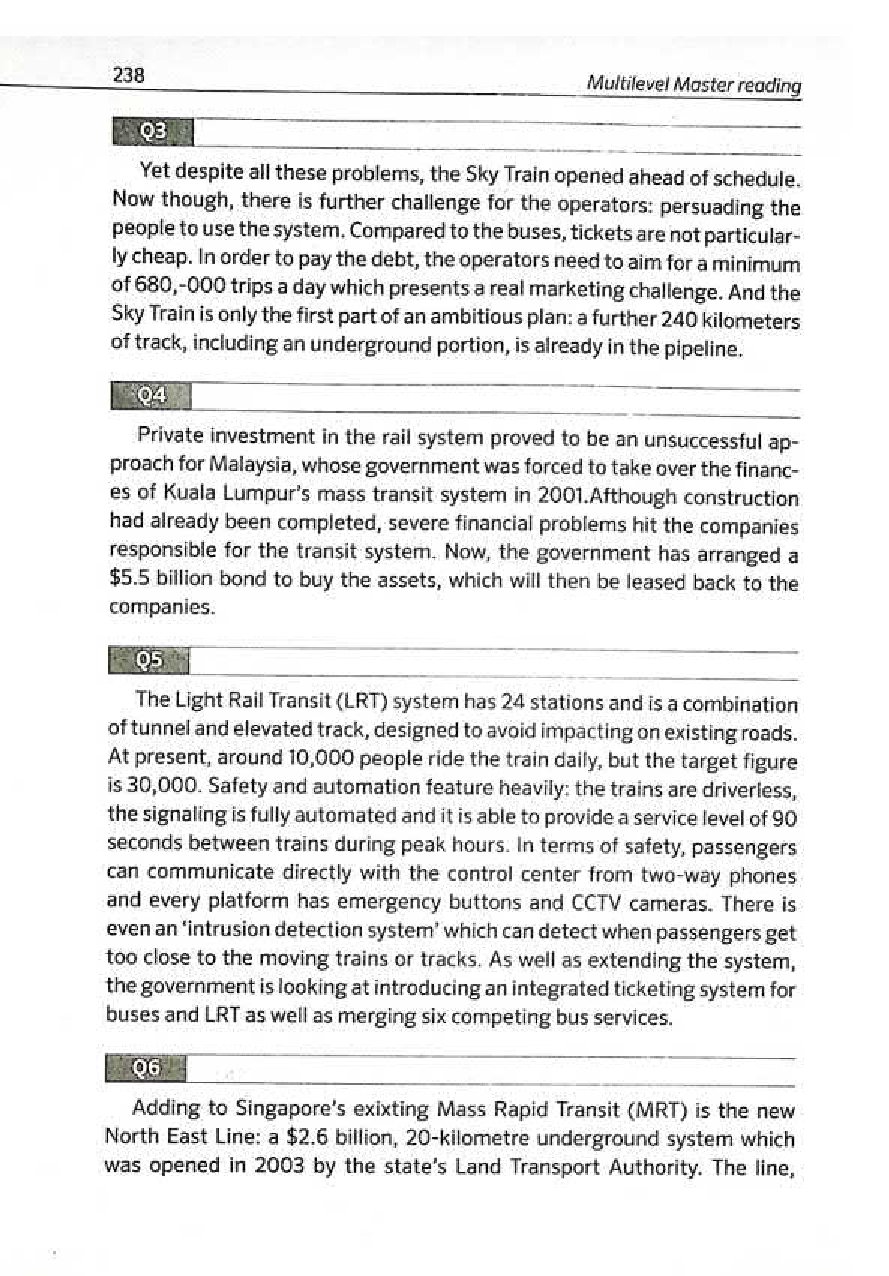 238
Multilevel Master reading
Q3
Yet despite all these problems, the Sky Train opened ahead of schedule.
Now though, there is further challenge for the operators: persuading the
people to use the system. Compared to the buses, tickets are not particular-
ly cheap. In order to pay the debt, the operators need to aim for a minimum
of 680,-000 trips a day which presents a real marketing challenge. And the
Sky Train is only the first part of an ambitious plan: a further 240 kilometers
of track, including an underground portion, is already in the pipeline.
Q4
Private investment in the rail system proved to be an unsuccessful ap-
proach for Malaysia, whose government was forced to take over the financ-
es of Kuala Lumpur's mass transit system in 2001.Afthough construction
had already been completed, severe financial problems hit the companies
responsible for the transit system. Now, the government has arranged a
$5.5 billion bond to buy the assets, which will then be leased back to the
companies.
Q5
The Light Rail Transit (LRT) system has 24 stations and is a combination
of tunnel and elevated track, designed to avoid impacting on existing roads.
At present, around 10,000 people ride the train daily, but the target figure
is 30,000. Safety and automation feature heavily: the trains are driverless,
the signaling is fully automated and it is able to provide a service level of 90
seconds between trains during peak hours. In terms of safety, passengers
can communicate directly with the control center from two-way phones
and every platform has emergency buttons and CCTV cameras. There is
even an 'intrusion detection system' which can detect when passengers get
too close to the moving trains or tracks. As well as extending the system,
the government is looking at introducing an integrated ticketing system for
buses and LRT as well as merging six competing bus services.
Q6
Adding to Singapore's exixting Mass Rapid Transit (MRT) is the new
North East Line: a $2.6 billion, 20-kilometre underground system which
was opened in 2003 by the state's Land Transport Authority. The line,